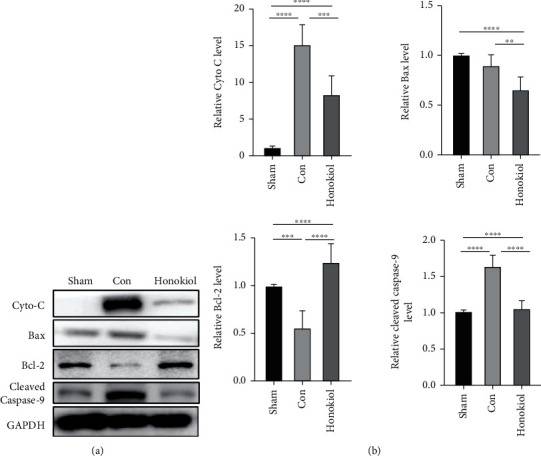 Sham Con Honokiol
Cyto-C
Bax
Bcl-2
Cleaved
Caspase-9
GAPDH
(a)
****
**** ***
Relative Cyto C level
20
15
10
5
0
Sham
Con
Honokiol
****
**
Relative Bax level
1.5
1.0
0.5
0.0
Sham
Con
Honokiol
****
*** ****
Relative Bcl-2 level
1.5
1.0
0.5
0.0
Sham
Con
Honokiol
****
**** ****
Relative cleaved caspase-9
level
2.0
1.5
1.0
0.5
0.0
Sham
Con
Honokiol
(b)